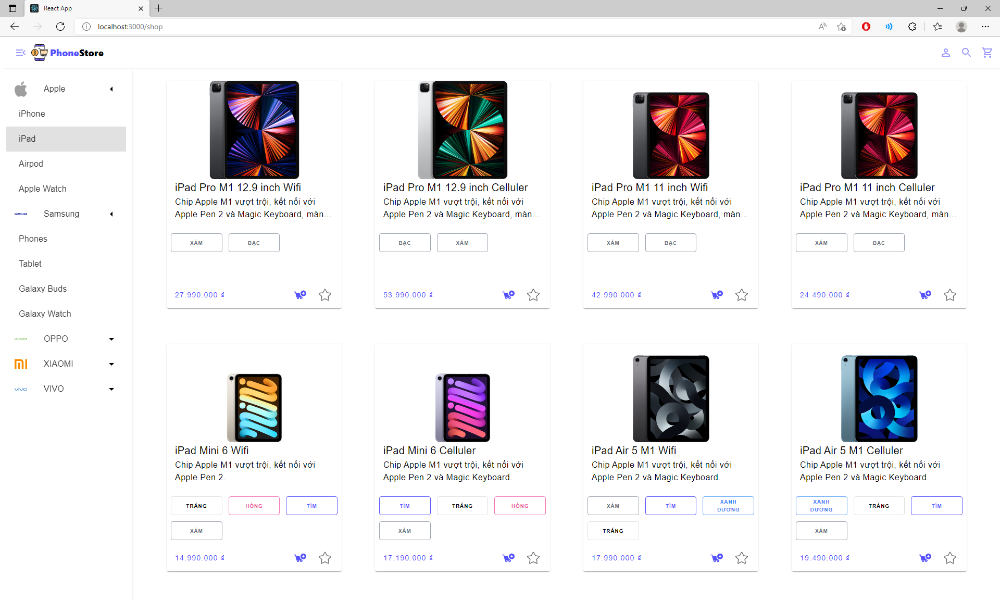 React App
localhost:3000/shop
PhoneStore
Apple
iPhone
iPad
Airpod
Apple Watch
SAMSUNG Samsung
Phones
Tablet
Galaxy Buds
Galaxy Watch
oppo OPPO
XIAOMI
vivo VIVO
iPad Pro M1 12.9 inch Wifi
Chip Apple M1 vượt trội, kết nối với
Apple Pen 2 và Magic Keyboard, màn...
XÁM BẠC
27.990.000 ₫
iPad Pro M1 12.9 inch Celluler
Chip Apple M1 vượt trội, kết nối với
Apple Pen 2 và Magic Keyboard, màn...
BẠC XÁM
53.990.000 ₫
iPad Pro M1 11 inch Wifi
Chip Apple M1 vượt trội, kết nối với
Apple Pen 2 và Magic Keyboard, màn...
XÁM BẠC
42.990.000 ₫
iPad Pro M1 11 inch Celluler
Chip Apple M1 vượt trội, kết nối với
Apple Pen 2 và Magic Keyboard, màn...
XÁM BẠC
24.490.000 ₫
iPad Mini 6 Wifi
Chip Apple M1 vượt trội, kết nối với
Apple Pen 2.
TRẮNG HỒNG TÍM
XÁM
14.990.000 ₫
iPad Mini 6 Celluler
Chip Apple M1 vượt trội, kết nối với
Apple Pen 2 và Magic Keyboard.
TÍM TRẮNG HỒNG
XÁM
17.190.000 ₫
iPad Air 5 M1 Wifi
Chip Apple M1 vượt trội, kết nối với
Apple Pen 2 và Magic Keyboard.
XÁM TÍM XANH DƯƠNG
TRẮNG
17.990.000 ₫
iPad Air 5 M1 Celluler
Chip Apple M1 vượt trội, kết nối với
Apple Pen 2 và Magic Keyboard.
XANH DƯƠNG TRẮNG TÍM
XÁM
19.490.000 ₫